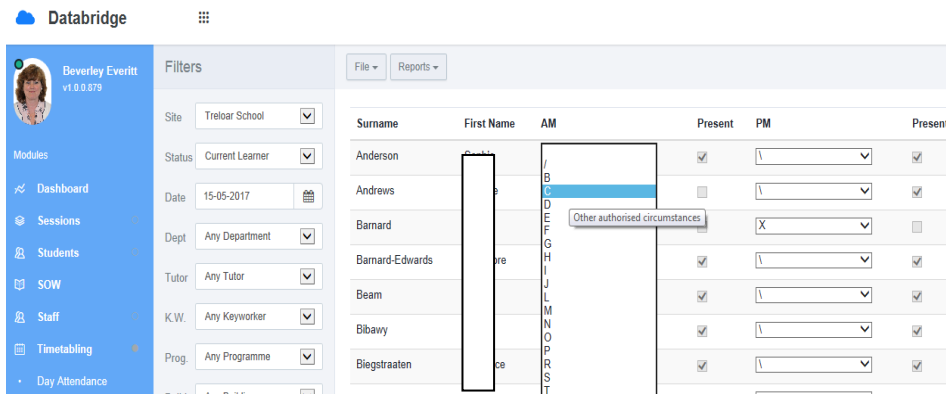 Databridge
Beverley Everitt
v1.0.0.879
Modules
Dashboard
Sessions
Students
SOW
Staff
Timetabling
Day Attendance
Filters
Site Treloar School
Status Current Learner
Date 15-05-2017
Dept Any Department
Tutor Any Tutor
K.W. Any Keyworker
Prog. Any Programme
File Reports
Surname First Name AM Present PM Present
Anderson \
Andrews \
Barnard X
Barnard-Edwards \
Beam \
Bibawy \
Biegstraaten \
/
B
C
D
E
F
G
H
I
J
L
M
N
O
P
R
S
T
Other authorised circumstances